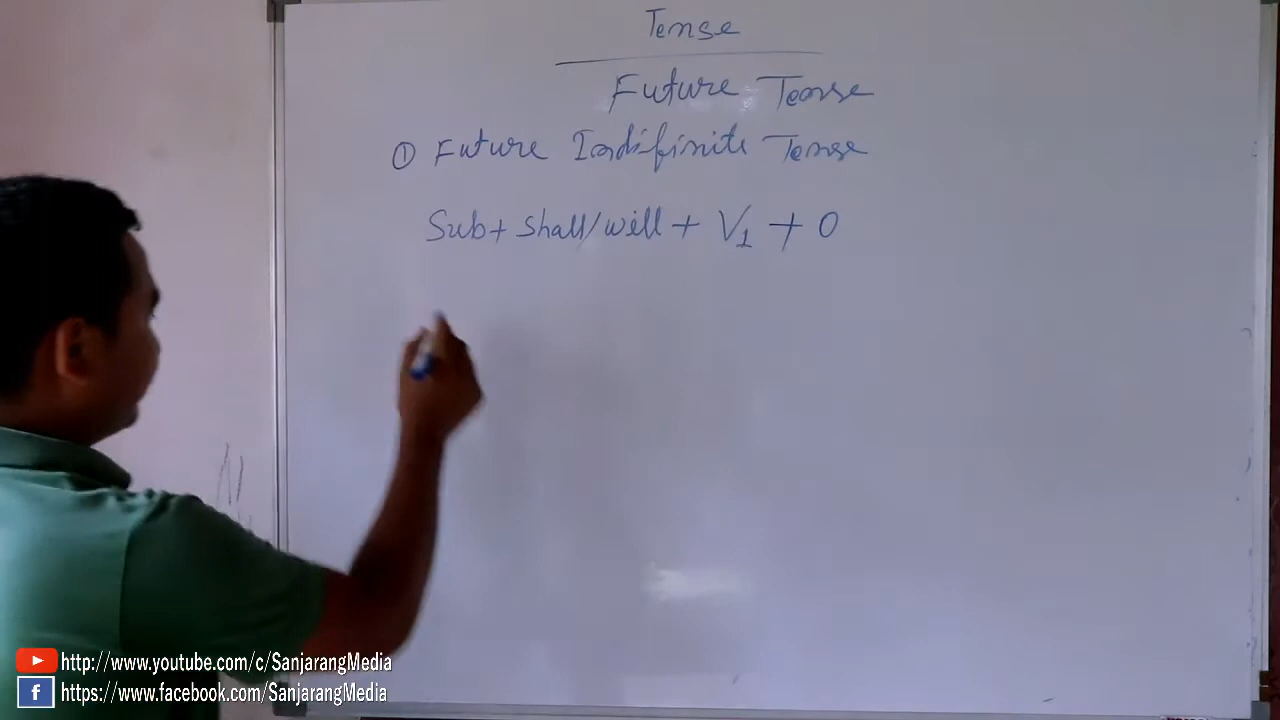 Tense
Future Tense
① Future Indifinite Tense
Sub + Shall/will + V1 + O
http://www.youtube.com/c/SanjarangMedia
https://www.facebook.com/SanjarangMedia